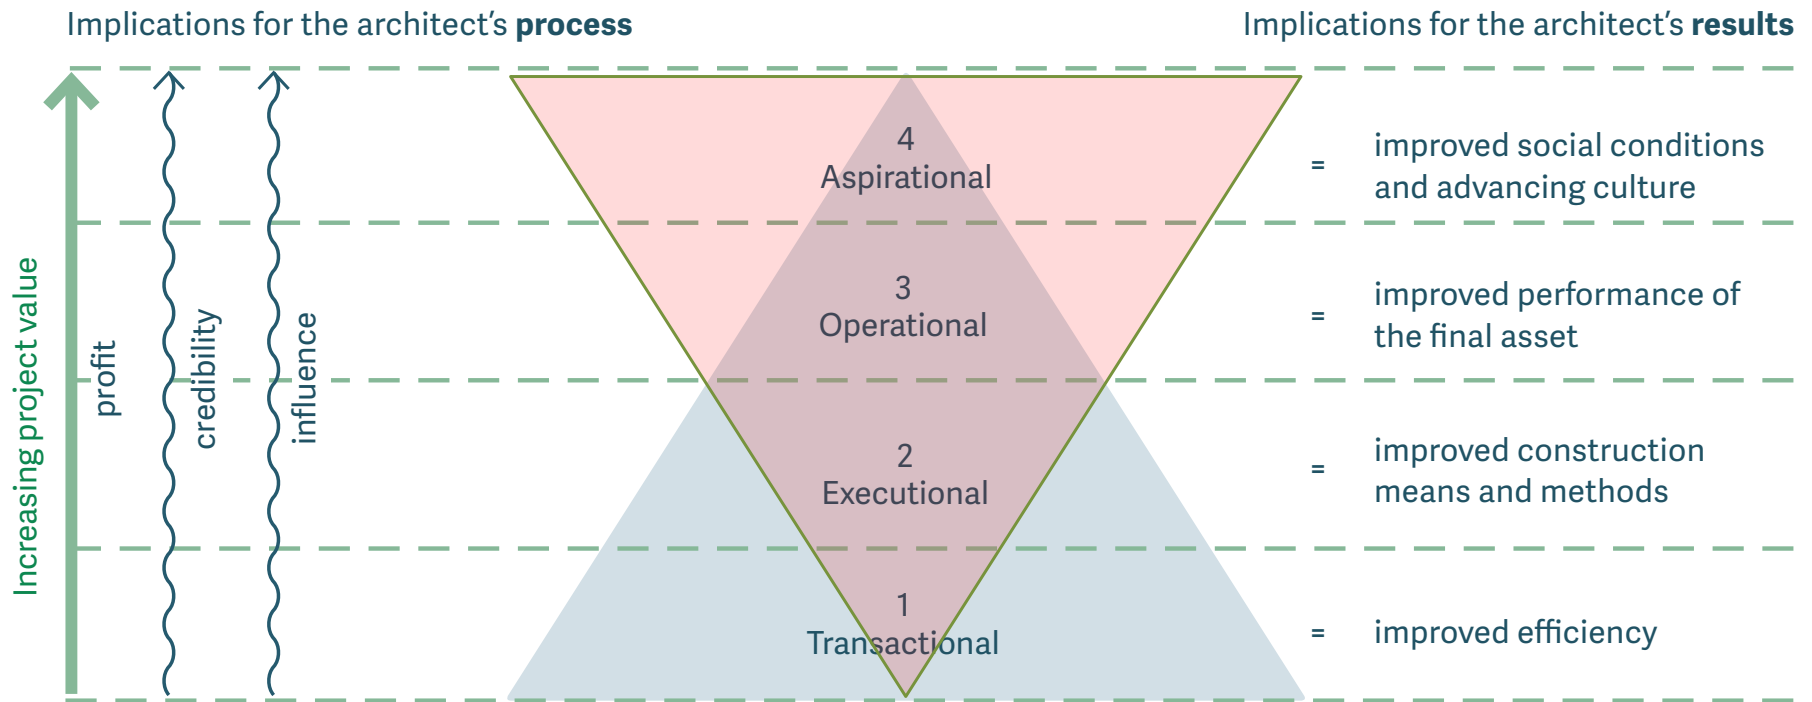 Implications for the architect’s process
Implications for the architect’s results
Increasing project value
profit
credibility
influence
4
Aspirational
=
improved social conditions
and advancing culture
3
Operational
=
improved performance of
the final asset
2
Executional
=
improved construction
means and methods
1
Transactional
=
improved efficiency